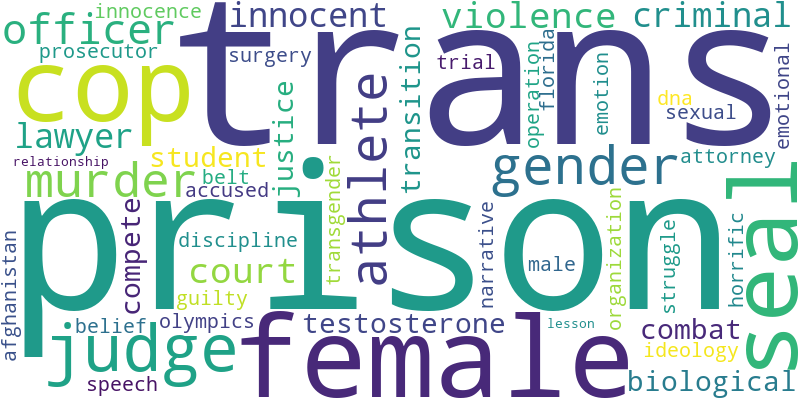 innocence
officer
prosecutor
trans
innocent
violence
criminal
surgery
trial
florida
operation
emotion
emotional
dna
sexual
cop
lawyer
student
justice
athlete
transition
gender
attorney
murder
belt
accused
prison
seal
transgender
compete
discipline
court
guilty
narrative
male
organization
struggle
horrific
relationship
afghanistan
belief
olympics
testosterone
lesson
combat
ideology
judge
speech
female
biological